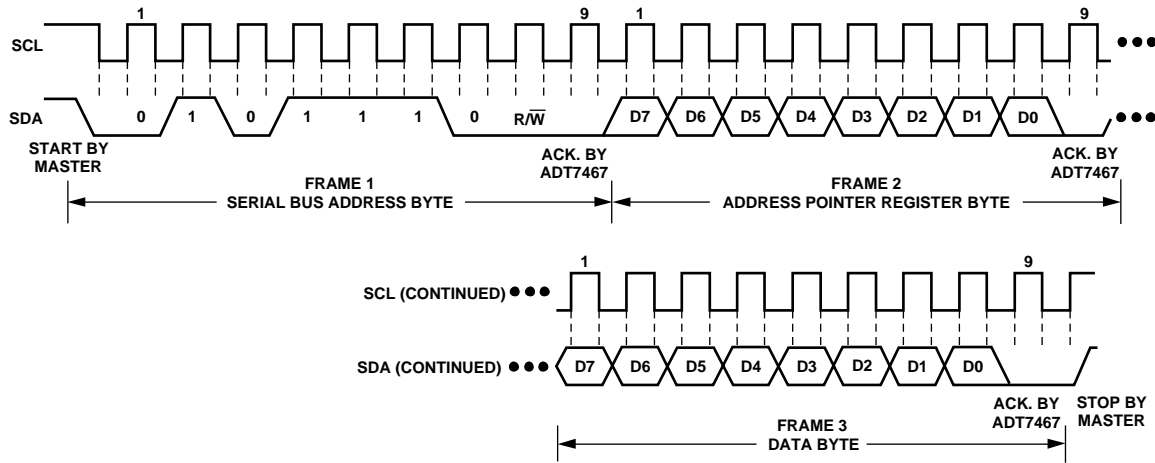 1 9 1 9
SCL
SDA 0 1 0 1 1 1 0 R/W̅ D7 D6 D5 D4 D3 D2 D1 D0
START BY
MASTER
ACK. BY
ADT7467
ACK. BY
ADT7467
FRAME 1
SERIAL BUS ADDRESS BYTE
FRAME 2
ADDRESS POINTER REGISTER BYTE
1 9
SCL (CONTINUED)
SDA (CONTINUED) D7 D6 D5 D4 D3 D2 D1 D0
ACK. BY
ADT7467
STOP BY
MASTER
FRAME 3
DATA BYTE